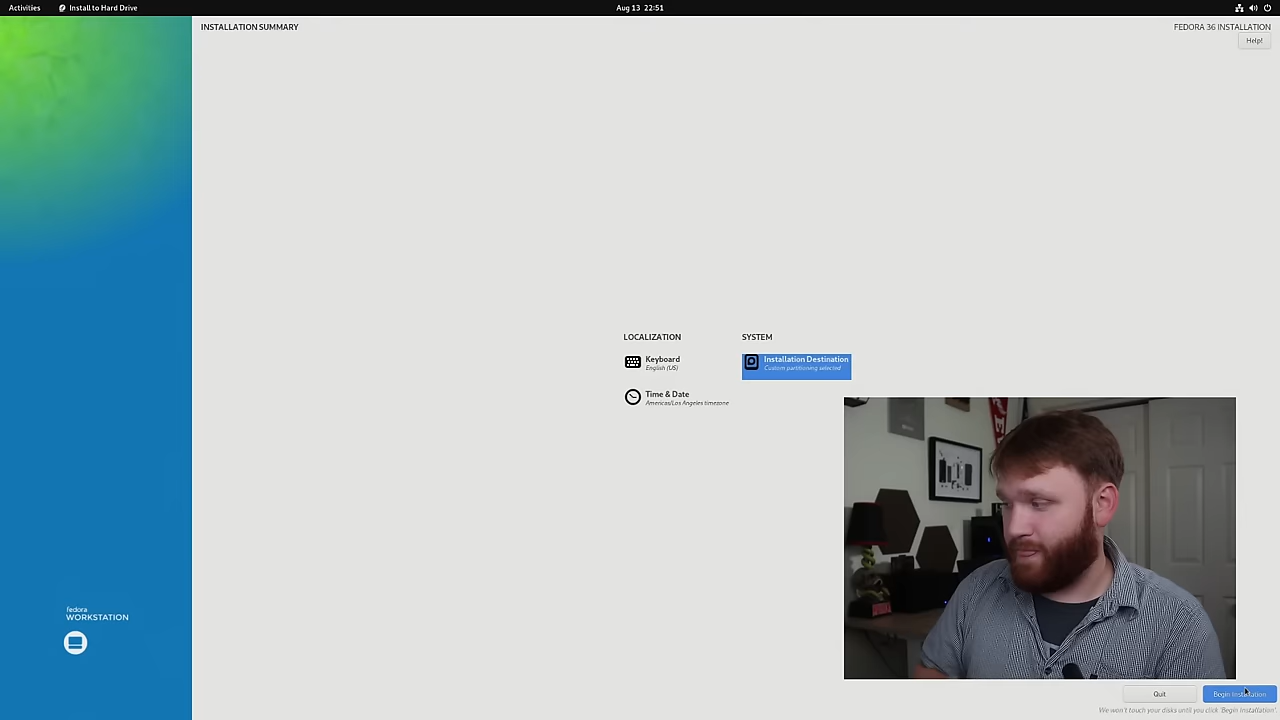 Activities
Install to Hard Drive
Aug 13 22:51
INSTALLATION SUMMARY
FEDORA 36 INSTALLATION
Help!
LOCALIZATION
SYSTEM
Keyboard
English (US)
Installation Destination
Custom partitioning selected
Time & Date
Americas/Los Angeles timezone
fedora
WORKSTATION
Quit
Begin Installation
We won't touch your disks until you click 'Begin Installation'.